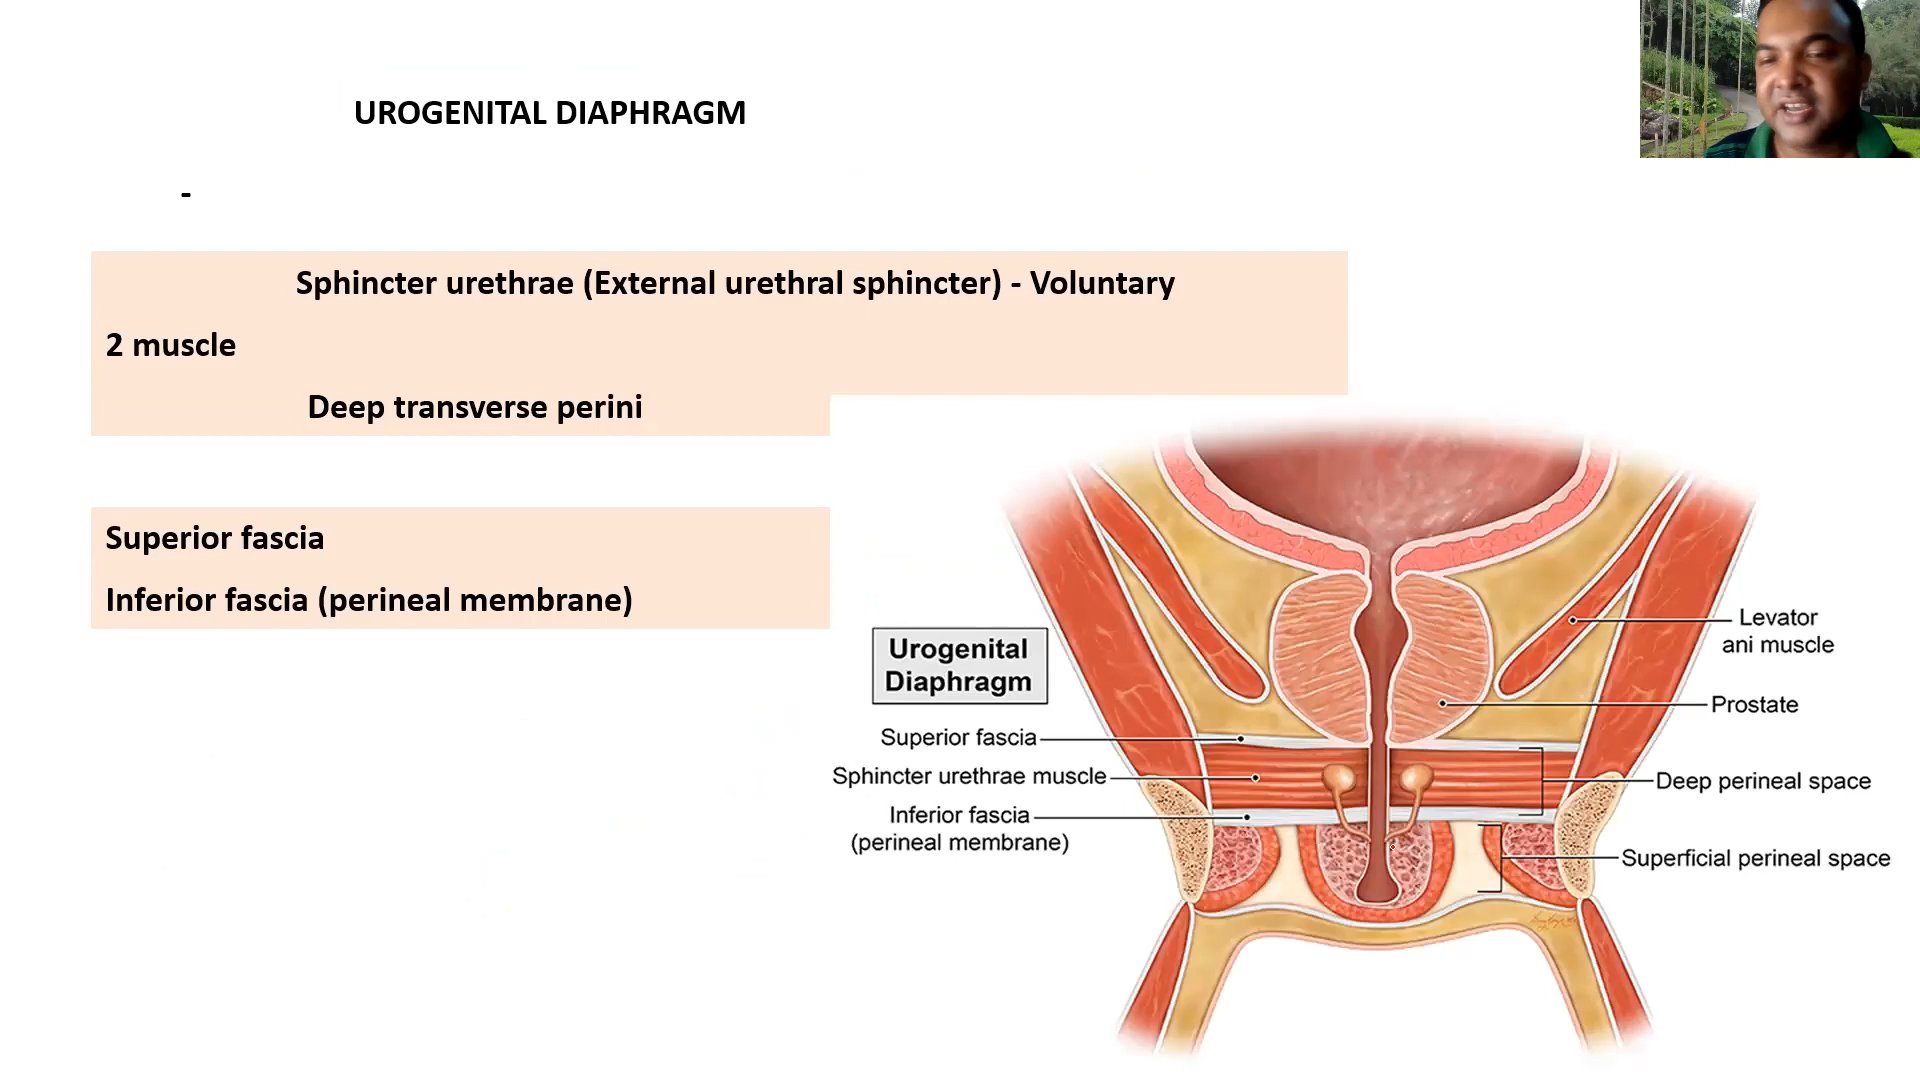 UROGENITAL DIAPHRAGM
-
Sphincter urethrae (External urethral sphincter) - Voluntary
2 muscle
Deep transverse perini
Superior fascia
Inferior fascia (perineal membrane)
Urogenital
Diaphragm
Superior fascia
Sphincter urethrae muscle
Inferior fascia
(perineal membrane)
Levator
ani muscle
Prostate
Deep perineal space
Superficial perineal space